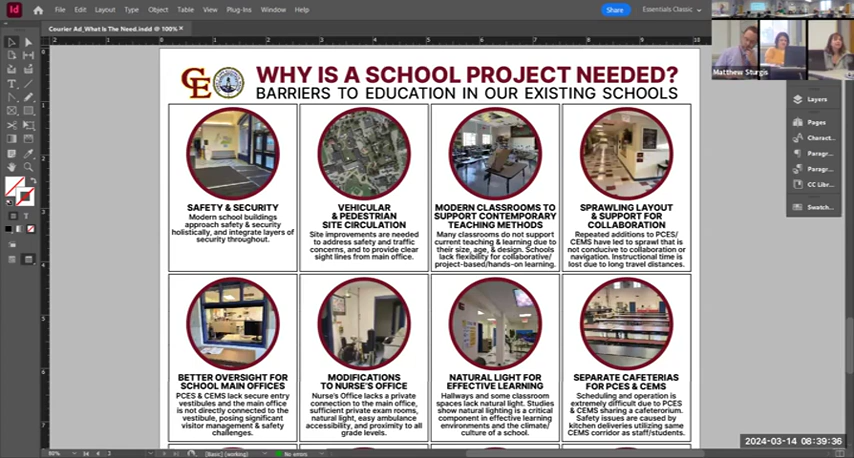 Id File Edit Layout Type Object Table View Plug-Ins Window Help Share Essentials Classic
Courier Ad_What Is The Need.indd @ 100%
WHY IS A SCHOOL PROJECT NEEDED?
BARRIERS TO EDUCATION IN OUR EXISTING SCHOOLS
SAFETY & SECURITY
Modern school buildings
approach safety & security
holistically, and integrate layers of
security throughout.
VEHICULAR
& PEDESTRIAN
SITE CIRCULATION
Site improvements are needed
to address safety and traffic
concerns, and to provide clear
sight lines from main office.
MODERN CLASSROOMS TO
SUPPORT CONTEMPORARY
TEACHING METHODS
Many classrooms do not support
current teaching & learning due to
their size, age, & design. Schools
lack flexibility for collaborative/
project-based/hands-on learning.
SPRAWLING LAYOUT
& SUPPORT FOR
COLLABORATION
Repeated additions to PCES/
CEMS have led to sprawl that is
not conducive to collaboration or
navigation. Instructional time is
lost due to long travel distances.
BETTER OVERSIGHT FOR
SCHOOL MAIN OFFICES
PCES & CEMS lack secure entry
vestibules and the main office
is not directly connected to the
vestibule, posing significant
visitor management & safety
challenges.
MODIFICATIONS
TO NURSE'S OFFICE
Nurse's Office lacks a private
connection to the main office,
sufficient private exam rooms,
natural light, easy ambulance
accessibility, and proximity to all
grade levels.
NATURAL LIGHT FOR
EFFECTIVE LEARNING
Hallways and some classroom
spaces lack natural light. Studies
show natural lighting is a critical
component in effective learning
environments and the climate/
culture of a school.
SEPARATE CAFETERIAS
FOR PCES & CEMS
Scheduling and operation is
extremely difficult due to PCES
& CEMS sharing a cafeterorium.
Safety issues are caused by
kitchen deliveries utilizing same
CEMS corridor as staff/students.
Matthew Sturgis
Layers
Pages
Charact...
Paragr...
Paragr...
CC Libr...
Swatch...
[Basic] (working)
No errors
2024-03-14 08:39:36